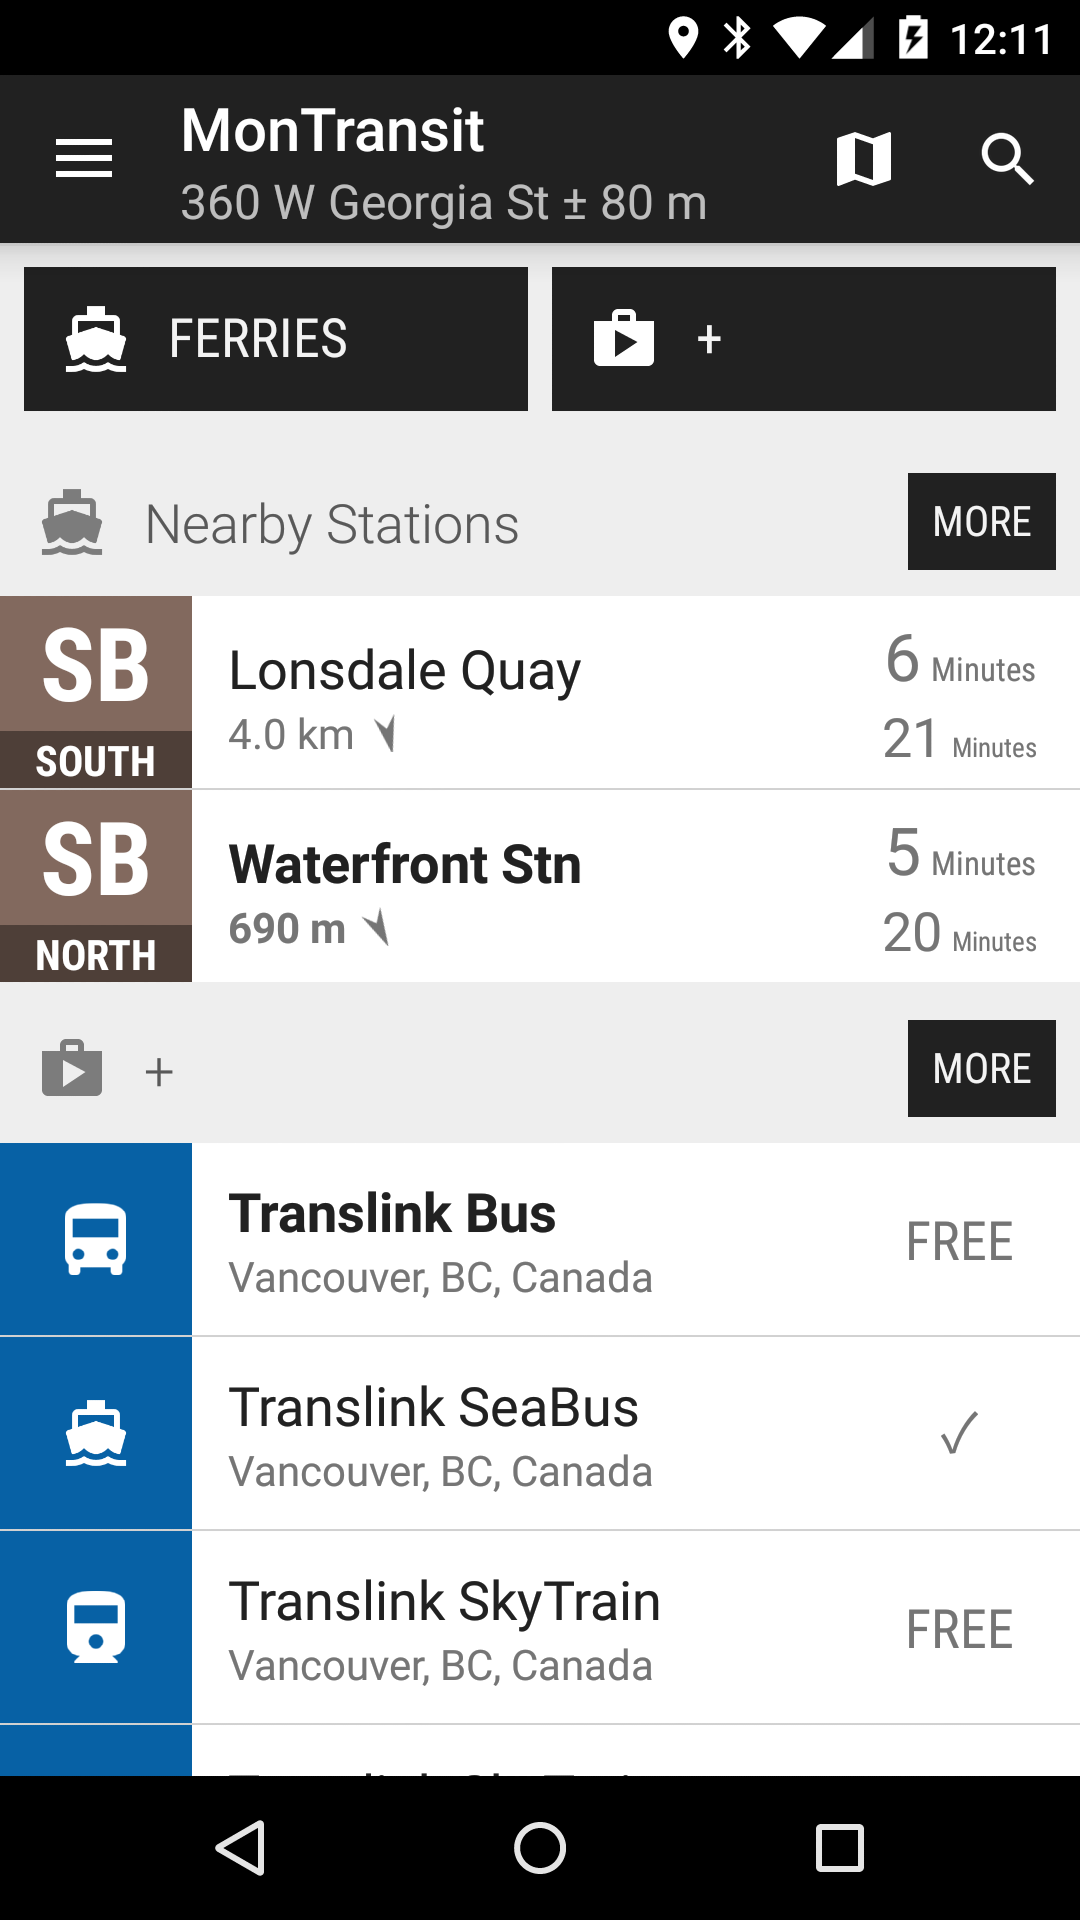 12:11
MonTransit
360 W Georgia St ± 80 m
FERRIES
+
Nearby Stations
MORE
SB
SOUTH
Lonsdale Quay
4.0 km
6 Minutes
21 Minutes
SB
NORTH
Waterfront Stn
690 m
5 Minutes
20 Minutes
+
MORE
Translink Bus
Vancouver, BC, Canada
FREE
Translink SeaBus
Vancouver, BC, Canada
✓
Translink SkyTrain
Vancouver, BC, Canada
FREE